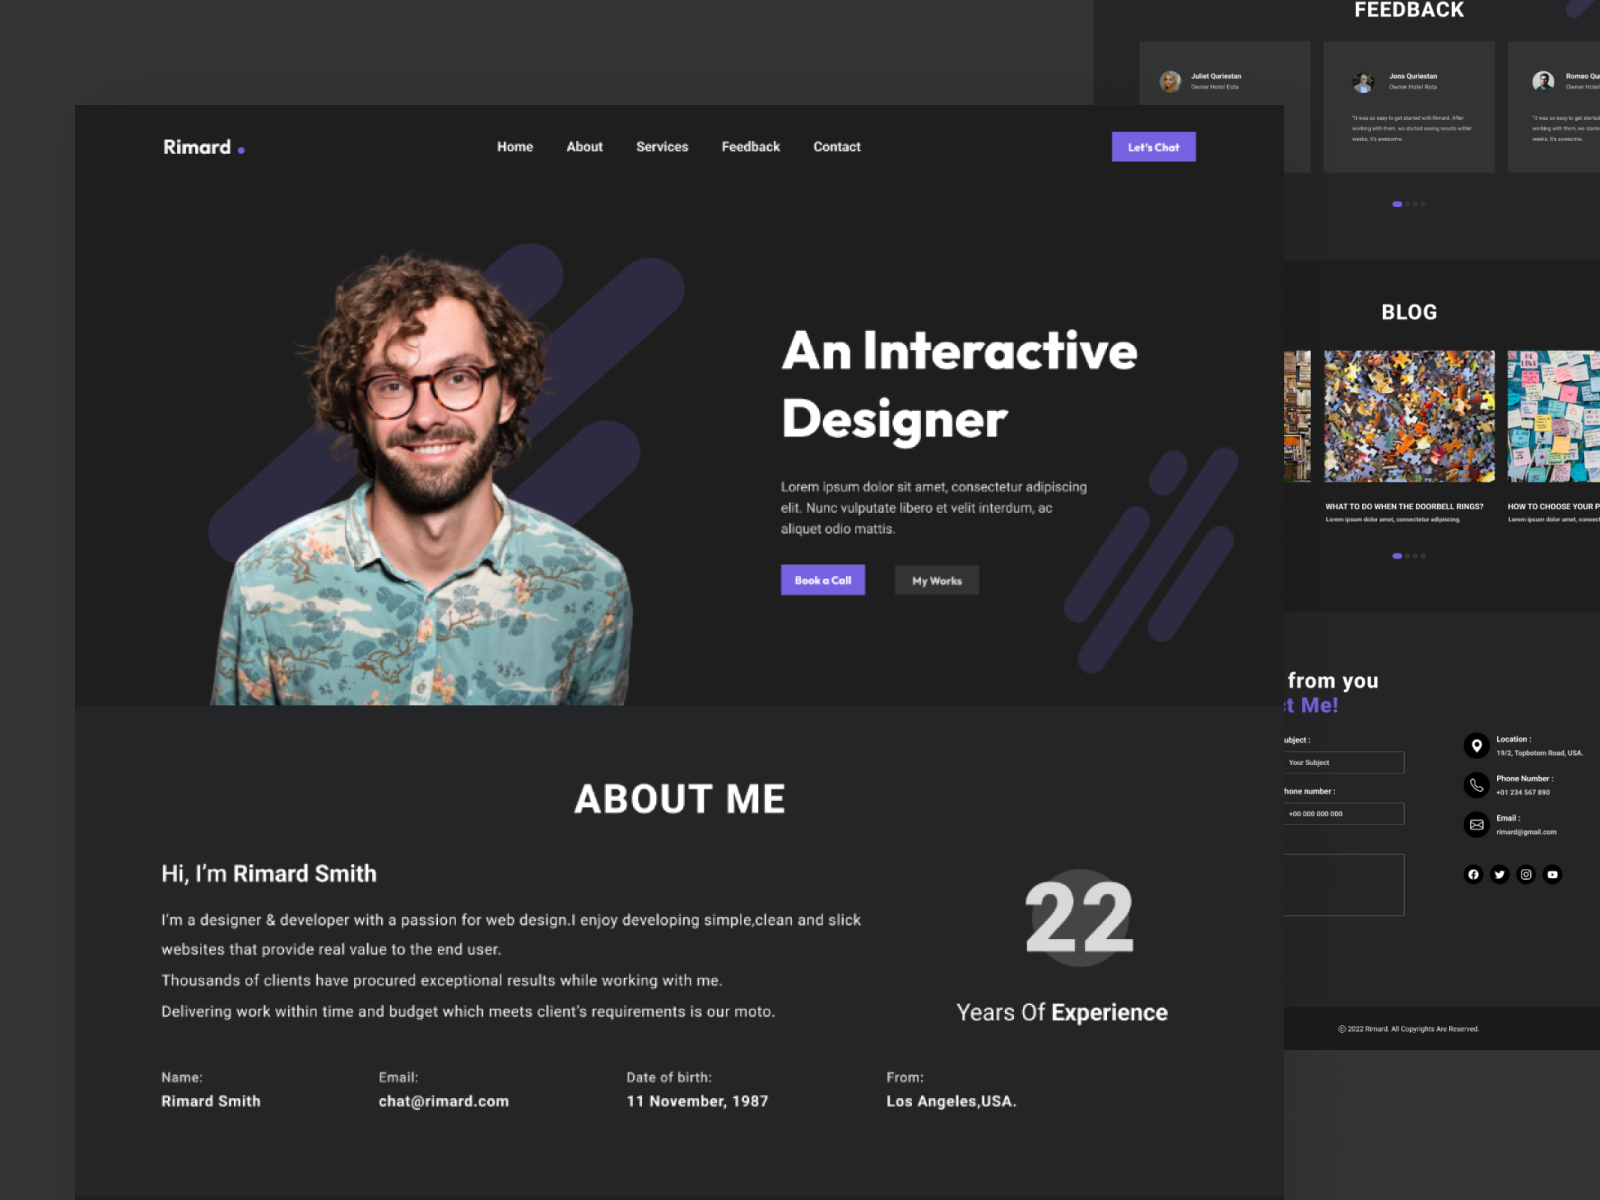 Rimard
Home
About
Services
Feedback
Contact
Let's Chat
An Interactive
Designer
Lorem ipsum dolor sit amet, consectetur adipiscing
elit. Nunc vulputate libero et velit interdum, ac
aliquet odio mattis.
Book a Call
My Works
ABOUT ME
Hi, I'm Rimard Smith
I'm a designer & developer with a passion for web design.I enjoy developing simple,clean and slick
websites that provide real value to the end user.
Thousands of clients have procured exceptional results while working with me.
Delivering work within time and budget which meets client's requirements is our moto.
22
Years Of Experience
Name:
Rimard Smith
Email:
chat@rimard.com
Date of birth:
11 November, 1987
From:
Los Angeles,USA.
FEEDBACK
Juliet Quriestan
Owner Hotel Esta
Jons Quriestan
Owner Hotel Rista
"It was so easy to get started with Rimard. After
working with them, we started seeing results within
weeks. It's awesome.
Romeo Qu
Owner Hotel
"It was so easy to get started
working with them, we starte
weeks. It's awesome.
BLOG
WHAT TO DO WHEN THE DOORBELL RINGS?
Lorem ipsum dolor amet, consectetur adipiscing.
HOW TO CHOOSE YOUR P
Lorem ipsum dolor amet, consect
from you
ct Me!
ubject :
Your Subject
hone number :
+00 000 000 000
Location :
19/2, Topbotom Road, USA.
Phone Number :
+01 234 567 890
Email :
rimard@gmail.com
© 2022 Rimard. All Copyrights Are Reserved.